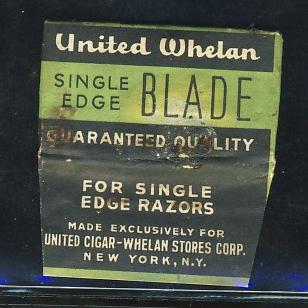 United Whelan
SINGLE
EDGE
BLADE
GUARANTEED QUALITY
FOR SINGLE
EDGE RAZORS
MADE EXCLUSIVELY FOR
UNITED CIGAR-WHELAN STORES CORP.
NEW YORK, N.Y.